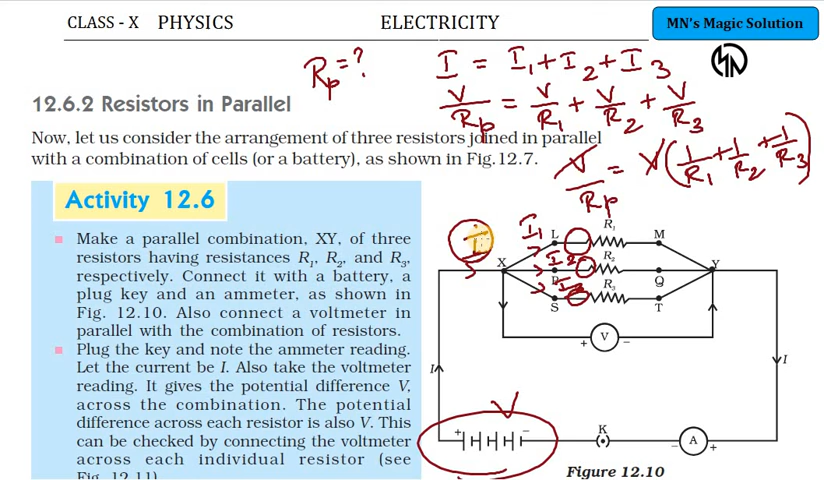 CLASS - X PHYSICS ELECTRICITY MN's Magic Solution
Rp = ?
I = I₁ + I₂ + I₃
V/Rp = V/R₁ + V/R₂ + V/R₃
V/Rp = V(1/R₁ + 1/R₂ + 1/R₃)
12.6.2 Resistors in Parallel
Now, let us consider the arrangement of three resistors joined in parallel
with a combination of cells (or a battery), as shown in Fig.12.7.
Activity 12.6
Make a parallel combination, XY, of three
resistors having resistances R₁, R₂, and R₃,
respectively. Connect it with a battery, a
plug key and an ammeter, as shown in
Fig. 12.10. Also connect a voltmeter in
parallel with the combination of resistors.
Plug the key and note the ammeter reading.
Let the current be I. Also take the voltmeter
reading. It gives the potential difference V,
across the combination. The potential
difference across each resistor is also V. This
can be checked by connecting the voltmeter
across each individual resistor (see
Fig. 12.11).
I
I₁ L R₁ M
X I₂ P R₂ Q Y
I₃ S R₃ T
+ V −
I I
V
+ − K − A +
Figure 12.10